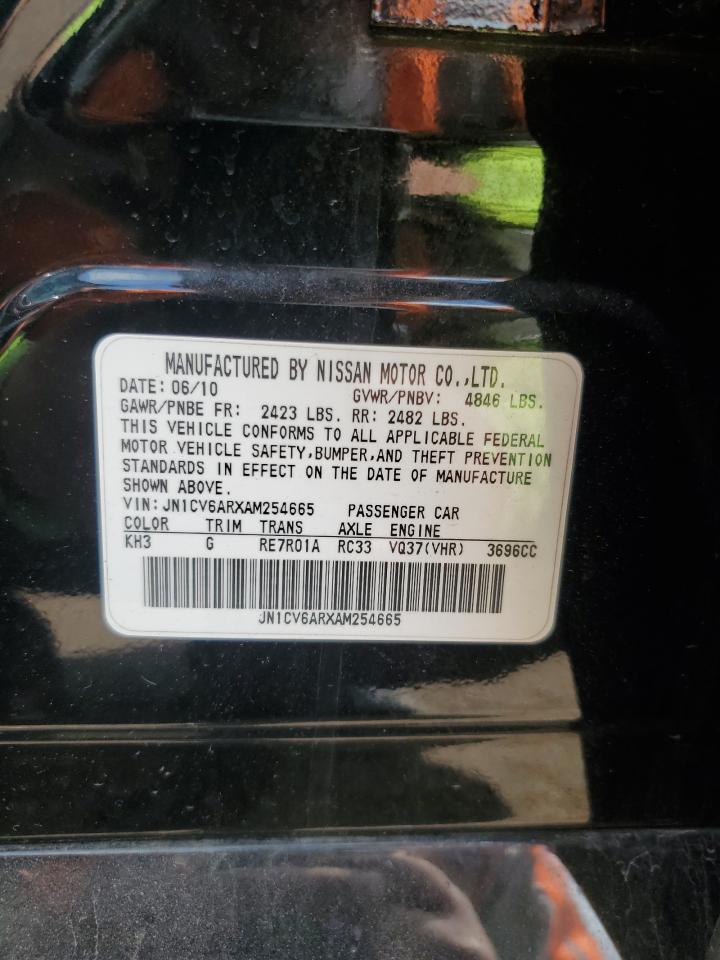 MANUFACTURED BY NISSAN MOTOR CO.,LTD.
DATE: 06/10 GVWR/PNBV: 4846 LBS.
GAWR/PNBE FR: 2423 LBS. RR: 2482 LBS.
THIS VEHICLE CONFORMS TO ALL APPLICABLE FEDERAL
MOTOR VEHICLE SAFETY,BUMPER,AND THEFT PREVENTION
STANDARDS IN EFFECT ON THE DATE OF MANUFACTURE
SHOWN ABOVE.
VIN: JN1CV6ARXAM254665 PASSENGER CAR
COLOR TRIM TRANS AXLE ENGINE
KH3 G RE7R01A RC33 VQ37(VHR) 3696CC
JN1CV6ARXAM254665